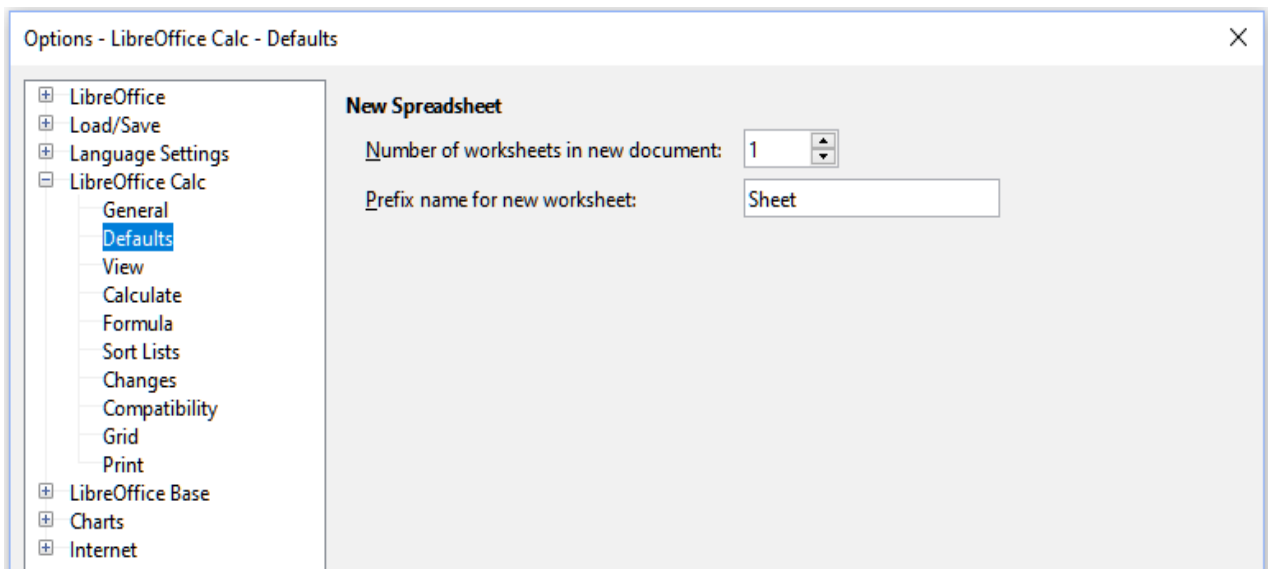 Options - LibreOffice Calc - Defaults
LibreOffice
Load/Save
Language Settings
LibreOffice Calc
General
Defaults
View
Calculate
Formula
Sort Lists
Changes
Compatibility
Grid
Print
LibreOffice Base
Charts
Internet
New Spreadsheet
Number of worksheets in new document: 1
Prefix name for new worksheet: Sheet